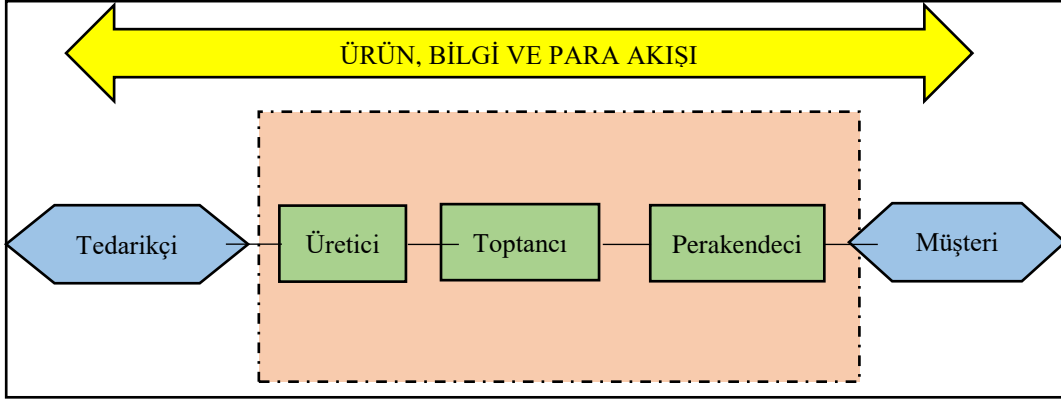 ÜRÜN, BİLGİ VE PARA AKIŞI
Tedarikçi
Üretici
Toptancı
Perakendeci
Müşteri